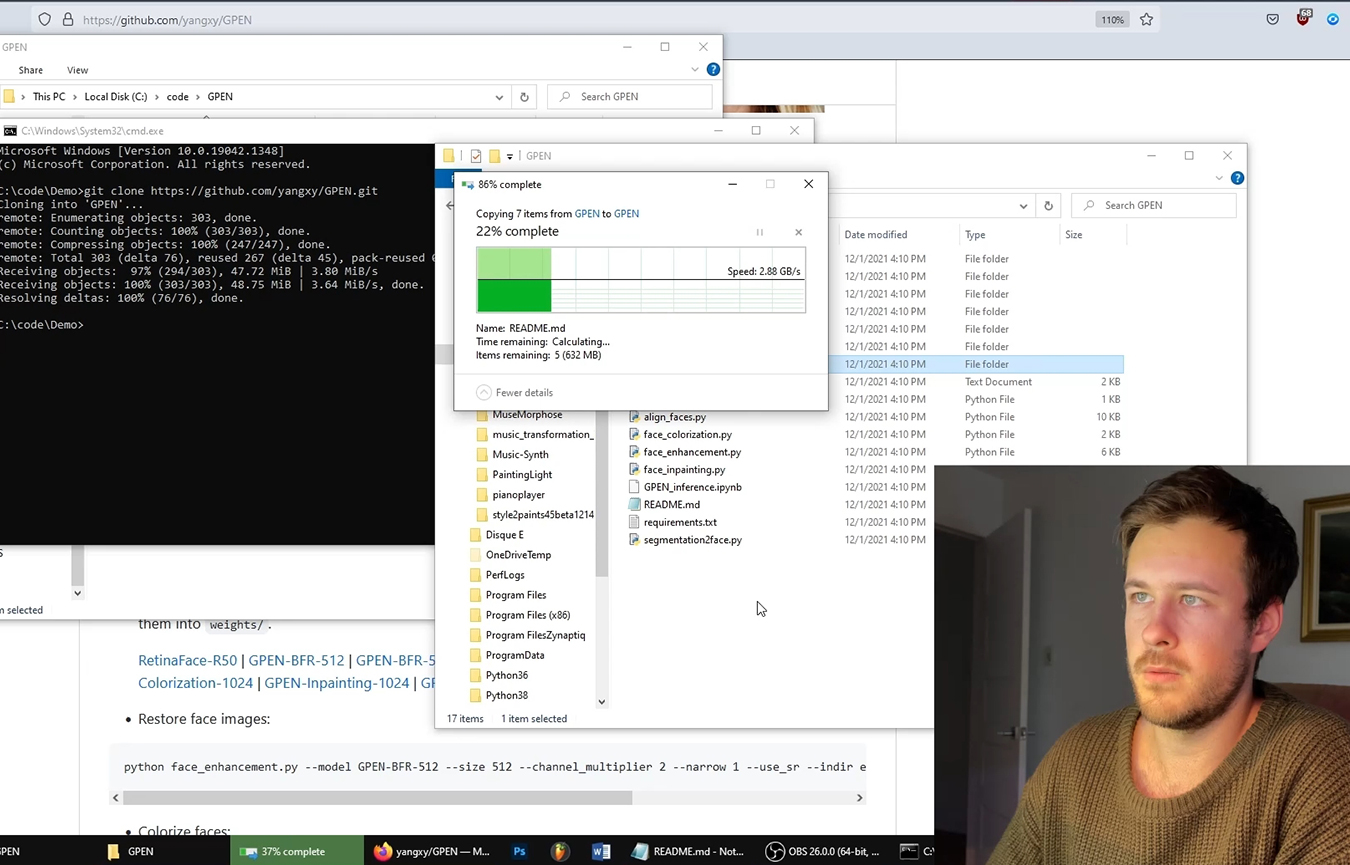 https://github.com/yangxy/GPEN
110%
68
GPEN
Share View
This PC > Local Disk (C:) > code > GPEN
Search GPEN
C:\Windows\System32\cmd.exe
Microsoft Windows [Version 10.0.19042.1348]
(c) Microsoft Corporation. All rights reserved.
C:\code\Demo>git clone https://github.com/yangxy/GPEN.git
Cloning into 'GPEN'...
remote: Enumerating objects: 303, done.
remote: Counting objects: 100% (303/303), done.
remote: Compressing objects: 100% (247/247), done.
remote: Total 303 (delta 76), reused 267 (delta 45), pack-reused
Receiving objects: 97% (294/303), 47.72 MiB | 3.80 MiB/s
Receiving objects: 100% (303/303), 48.75 MiB | 3.64 MiB/s, done.
Resolving deltas: 100% (76/76), done.
C:\code\Demo>
GPEN
Search GPEN
86% complete
Copying 7 items from GPEN to GPEN
22% complete
Speed: 2.88 GB/s
Name: README.md
Time remaining: Calculating...
Items remaining: 5 (632 MB)
Fewer details
Date modified Type Size
12/1/2021 4:10 PM File folder
12/1/2021 4:10 PM File folder
12/1/2021 4:10 PM File folder
12/1/2021 4:10 PM File folder
12/1/2021 4:10 PM File folder
12/1/2021 4:10 PM File folder
12/1/2021 4:10 PM File folder
12/1/2021 4:10 PM Text Document 2 KB
12/1/2021 4:10 PM Python File 1 KB
align_faces.py 12/1/2021 4:10 PM Python File 10 KB
face_colorization.py 12/1/2021 4:10 PM Python File 2 KB
face_enhancement.py 12/1/2021 4:10 PM Python File 6 KB
face_inpainting.py 12/1/2021 4:10 PM
GPEN_inference.ipynb 12/1/2021 4:10 PM
README.md 12/1/2021 4:10 PM
requirements.txt 12/1/2021 4:10 PM
segmentation2face.py 12/1/2021 4:10 PM
MuseMorphose
music_transformation_
Music-Synth
PaintingLight
pianoplayer
style2paints45beta1214
Disque E
OneDriveTemp
PerfLogs
Program Files
Program Files (x86)
Program FilesZynaptiq
ProgramData
Python36
Python38
17 items 1 item selected
selected
them into weights/.
RetinaFace-R50 | GPEN-BFR-512 | GPEN-BFR-5
Colorization-1024 | GPEN-Inpainting-1024 | GP
• Restore face images:
python face_enhancement.py --model GPEN-BFR-512 --size 512 --channel_multiplier 2 --narrow 1 --use_sr --indir e
• Colorize faces:
GPEN
GPEN
37% complete
yangxy/GPEN — M...
Ps
README.md - Not...
OBS 26.0.0 (64-bit, ...